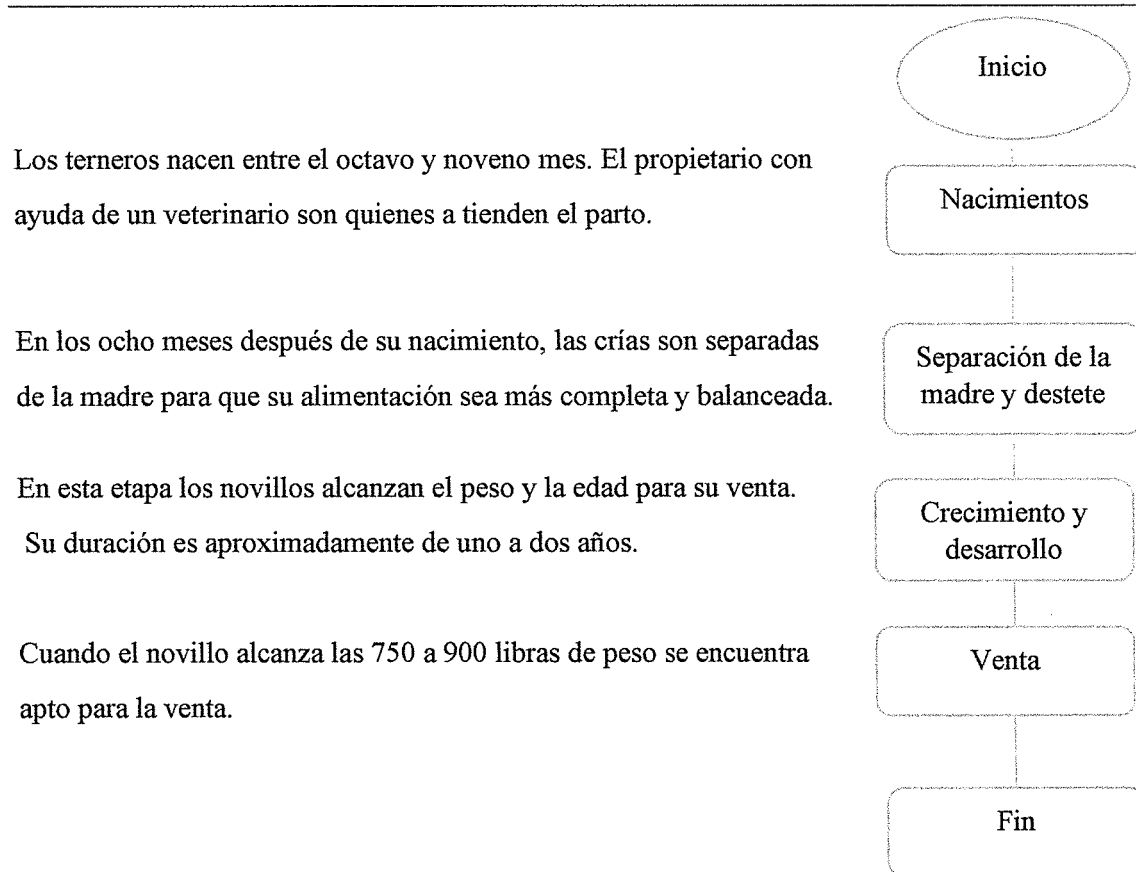 Inicio
Los terneros nacen entre el octavo y noveno mes. El propietario con
ayuda de un veterinario son quienes a tienden el parto.
Nacimientos
En los ocho meses después de su nacimiento, las crías son separadas
de la madre para que su alimentación sea más completa y balanceada.
Separación de la
madre y destete
En esta etapa los novillos alcanzan el peso y la edad para su venta.
Su duración es aproximadamente de uno a dos años.
Crecimiento y
desarrollo
Cuando el novillo alcanza las 750 a 900 libras de peso se encuentra
apto para la venta.
Venta
Fin